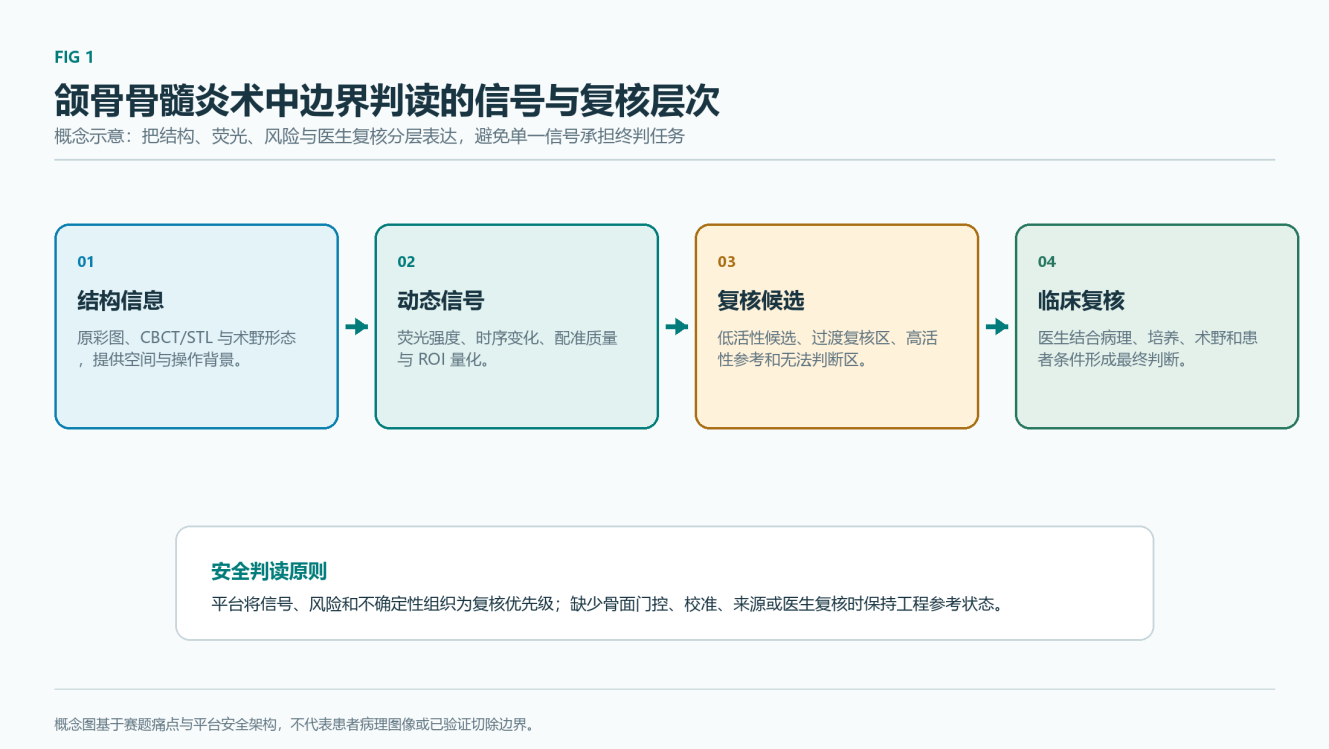 FIG 1
颌骨骨髓炎术中边界判读的信号与复核层次
概念示意：把结构、荧光、风险与医生复核分层表达，避免单一信号承担终判任务
01
结构信息
原彩图、CBCT/STL 与术野形态
，提供空间与操作背景。
02
动态信号
荧光强度、时序变化、配准质量
与 ROI 量化。
03
复核候选
低活性候选、过渡复核区、高活
性参考和无法判断区。
04
临床复核
医生结合病理、培养、术野和患
者条件形成最终判断。
安全判读原则
平台将信号、风险和不确定性组织为复核优先级；缺少骨面门控、校准、来源或医生复核时保持工程参考状态。
概念图基于赛题痛点与平台安全架构，不代表患者病理图像或已验证切除边界。